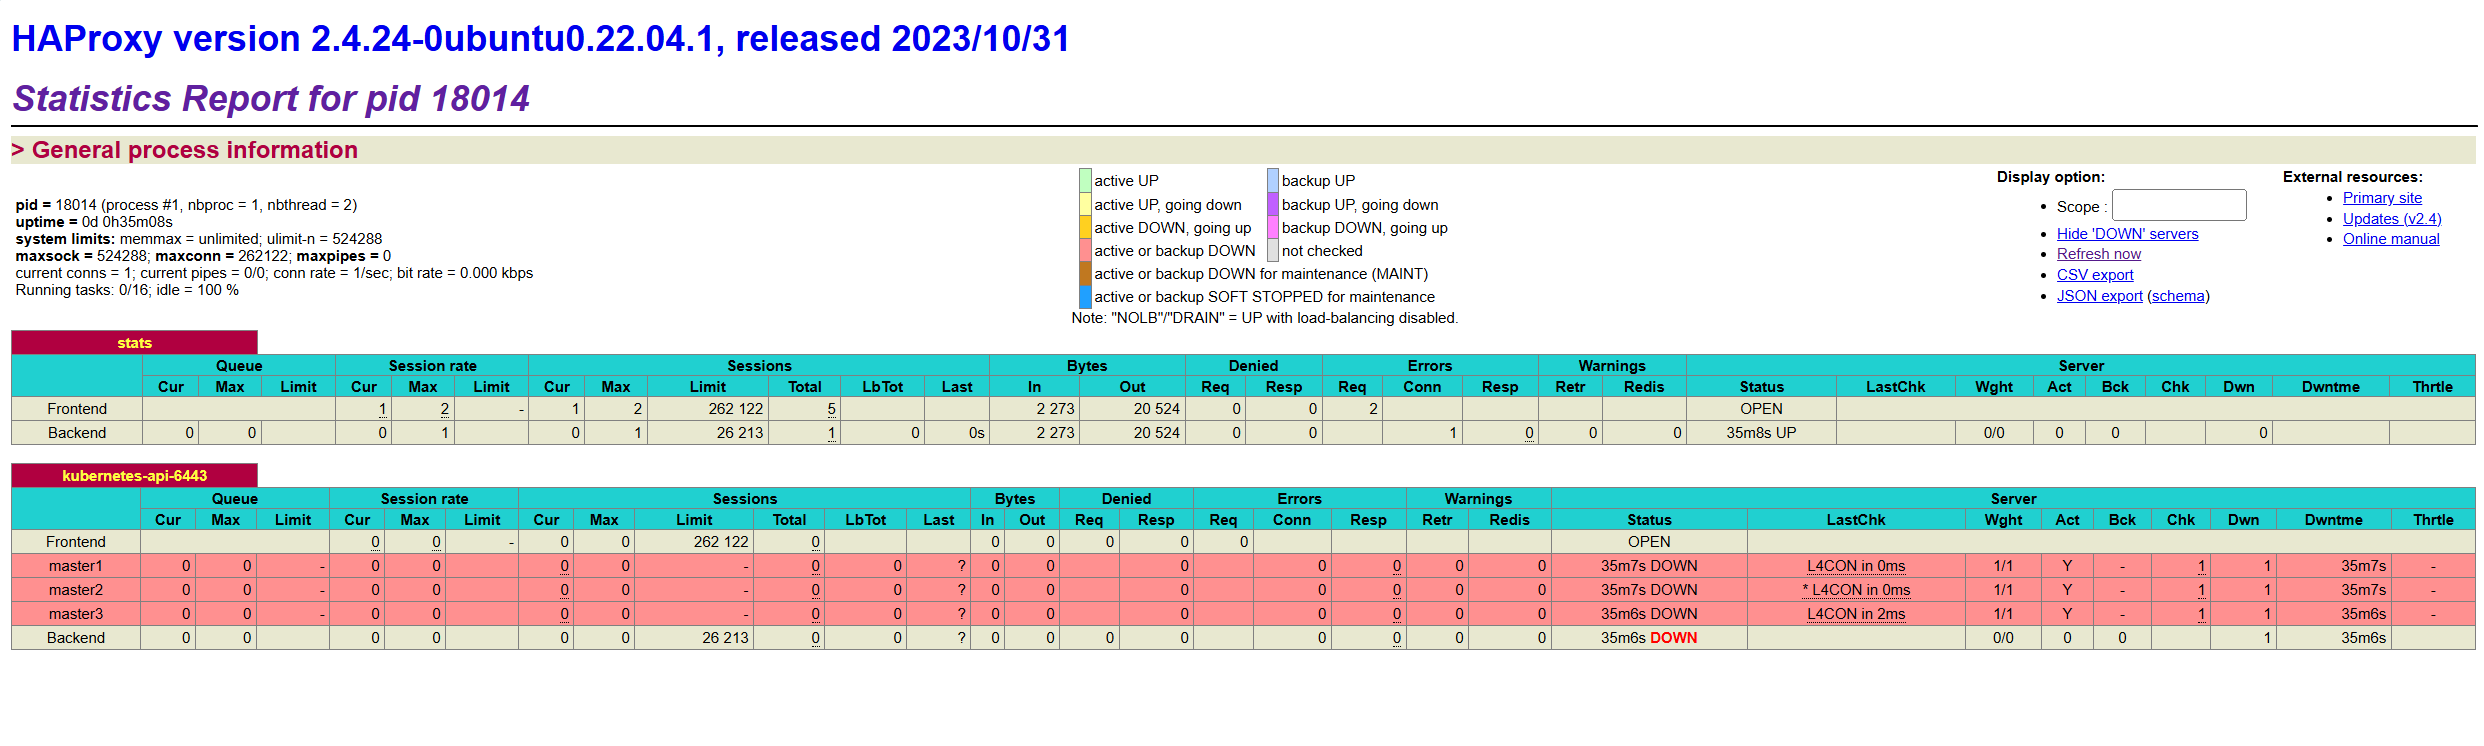 HAProxy version 2.4.24-0ubuntu0.22.04.1, released 2023/10/31
Statistics Report for pid 18014
> General process information
pid = 18014 (process #1, nbproc = 1, nbthread = 2)
uptime = 0d 0h35m08s
system limits: memmax = unlimited; ulimit-n = 524288
maxsock = 524288; maxconn = 262122; maxpipes = 0
current conns = 1; current pipes = 0/0; conn rate = 1/sec; bit rate = 0.000 kbps
Running tasks: 0/16; idle = 100 %
active UP backup UP
active UP, going down backup UP, going down
active DOWN, going up backup DOWN, going up
active or backup DOWN not checked
active or backup DOWN for maintenance (MAINT)
active or backup SOFT STOPPED for maintenance
Note: "NOLB"/"DRAIN" = UP with load-balancing disabled.
Display option:
Scope :
Hide 'DOWN' servers
Refresh now
CSV export
JSON export (schema)
External resources:
Primary site
Updates (v2.4)
Online manual
stats
Queue Session rate Sessions Bytes Denied Errors Warnings Server
Cur Max Limit Cur Max Limit Cur Max Limit Total LbTot Last In Out Req Resp Req Conn Resp Retr Redis Status LastChk Wght Act Bck Chk Dwn Dwntme Thrtle
Frontend 1 2 - 1 2 262 122 5 2 273 20 524 0 0 2 OPEN
Backend 0 0 0 1 0 1 26 213 1 0 0s 2 273 20 524 0 0 1 0 0 0 35m8s UP 0/0 0 0 0
kubernetes-api-6443
Queue Session rate Sessions Bytes Denied Errors Warnings Server
Cur Max Limit Cur Max Limit Cur Max Limit Total LbTot Last In Out Req Resp Req Conn Resp Retr Redis Status LastChk Wght Act Bck Chk Dwn Dwntme Thrtle
Frontend 0 0 - 0 0 262 122 0 0 0 0 0 0 OPEN
master1 0 0 - 0 0 0 0 - 0 0 ? 0 0 0 0 0 0 0 35m7s DOWN L4CON in 0ms 1/1 Y - 1 1 35m7s -
master2 0 0 - 0 0 0 0 - 0 0 ? 0 0 0 0 0 0 0 35m7s DOWN * L4CON in 0ms 1/1 Y - 1 1 35m7s -
master3 0 0 - 0 0 0 0 - 0 0 ? 0 0 0 0 0 0 0 35m6s DOWN L4CON in 2ms 1/1 Y - 1 1 35m6s -
Backend 0 0 0 0 0 0 26 213 0 0 ? 0 0 0 0 0 0 0 0 35m6s DOWN 0/0 0 0 1 35m6s